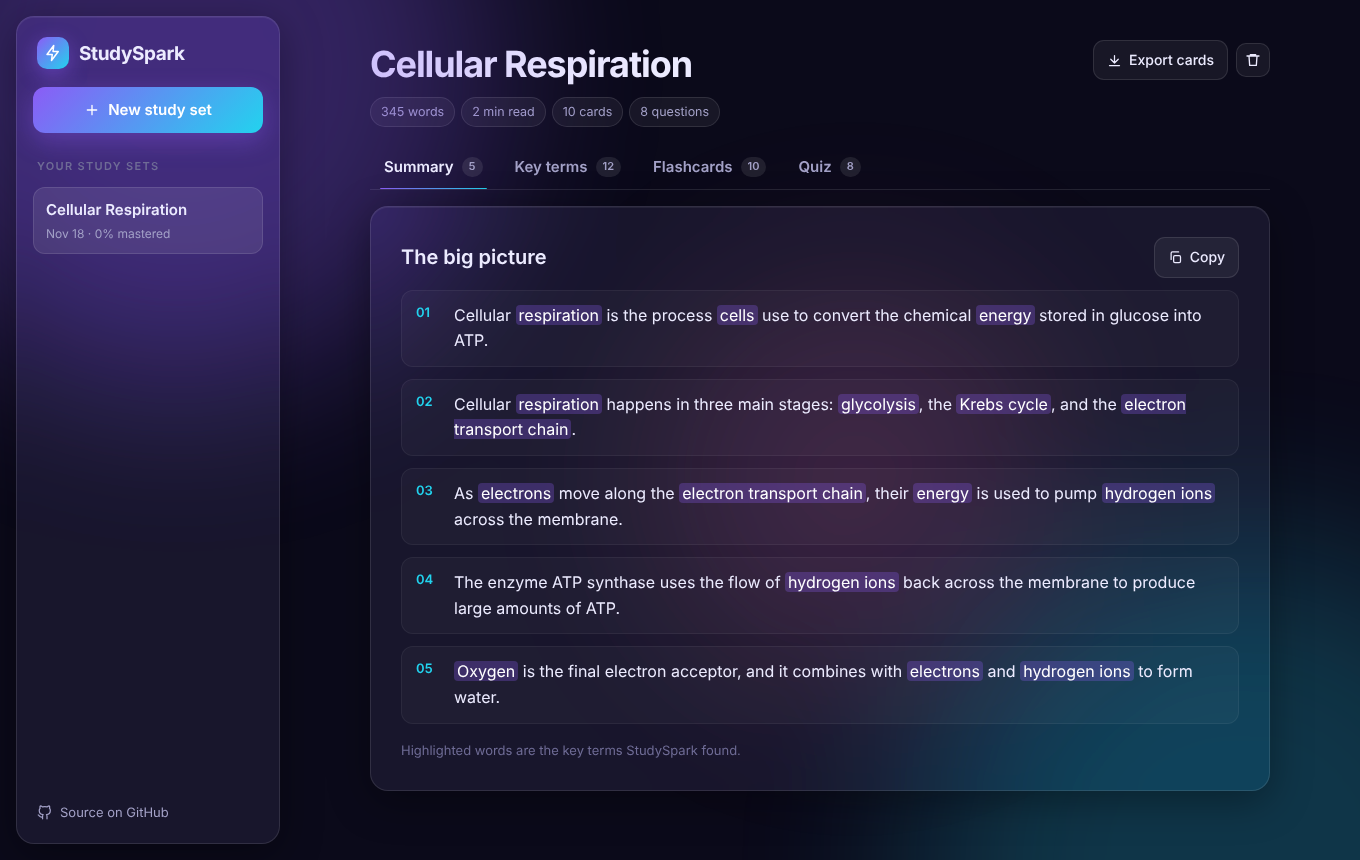 StudySpark
New study set
YOUR STUDY SETS
Cellular Respiration
Nov 18 · 0% mastered
Source on GitHub
Cellular Respiration
345 words
2 min read
10 cards
8 questions
Export cards
Summary 5
Key terms 12
Flashcards 10
Quiz 8
The big picture
Copy
01
Cellular respiration is the process cells use to convert the chemical energy stored in glucose into
ATP.
02
Cellular respiration happens in three main stages: glycolysis, the Krebs cycle, and the electron
transport chain.
03
As electrons move along the electron transport chain, their energy is used to pump hydrogen ions
across the membrane.
04
The enzyme ATP synthase uses the flow of hydrogen ions back across the membrane to produce
large amounts of ATP.
05
Oxygen is the final electron acceptor, and it combines with electrons and hydrogen ions to form
water.
Highlighted words are the key terms StudySpark found.